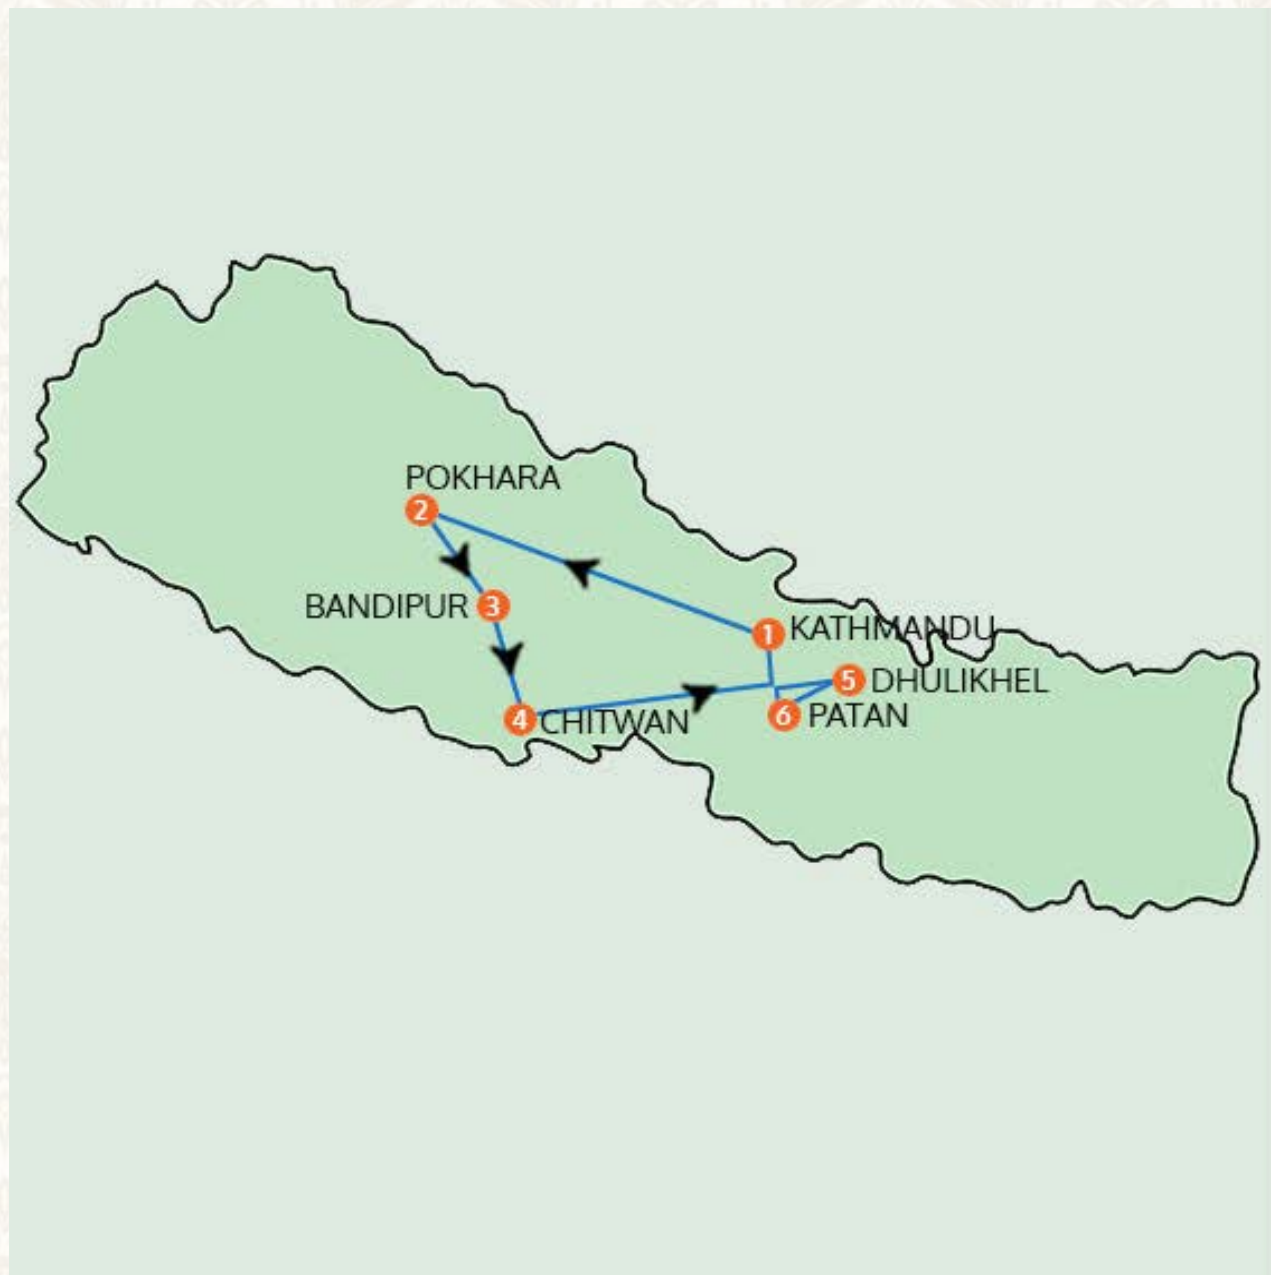 POKHARA
2
BANDIPUR 3
1 KATHMANDU
5 DHULIKHEL
6 PATAN
4 CHITWAN